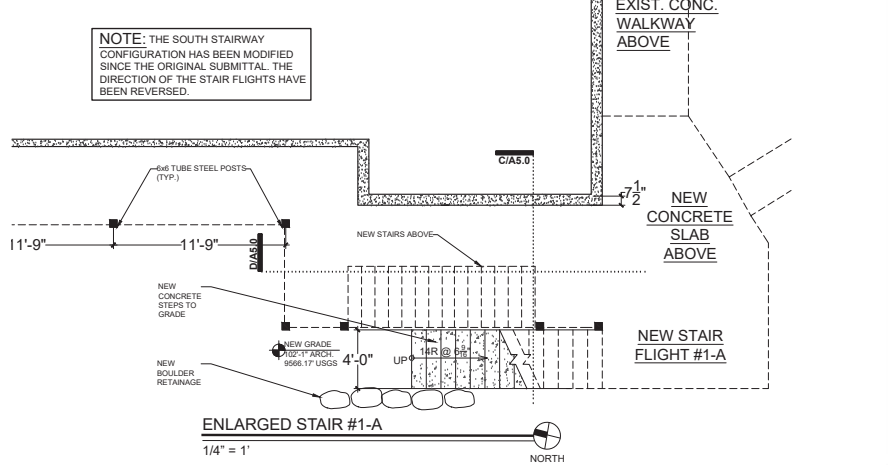 EXIST. CONC.
WALKWAY
ABOVE
NOTE: THE SOUTH STAIRWAY
CONFIGURATION HAS BEEN MODIFIED
SINCE THE ORIGINAL SUBMITTAL. THE
DIRECTION OF THE STAIR FLIGHTS HAVE
BEEN REVERSED.
C/A5.0
6x6 TUBE STEEL POSTS
(TYP.)
7 1/2"
NEW
CONCRETE
SLAB
ABOVE
11'-9"
11'-9"
D/A5.0
NEW STAIRS ABOVE
NEW
CONCRETE
STEPS TO
GRADE
NEW GRADE
102'-1" ARCH.
9566.17' USGS
4'-0"
UP
14R @ 6 9/16"
NEW STAIR
FLIGHT #1-A
NEW
BOULDER
RETAINAGE
ENLARGED STAIR #1-A
1/4" = 1'
NORTH